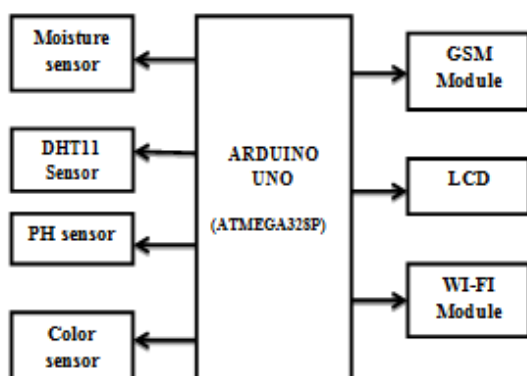 Moisture
sensor
DHT11
Sensor
PH sensor
Color
sensor
ARDUINO
UNO
(ATMEGA328P)
GSM
Module
LCD
WI-FI
Module